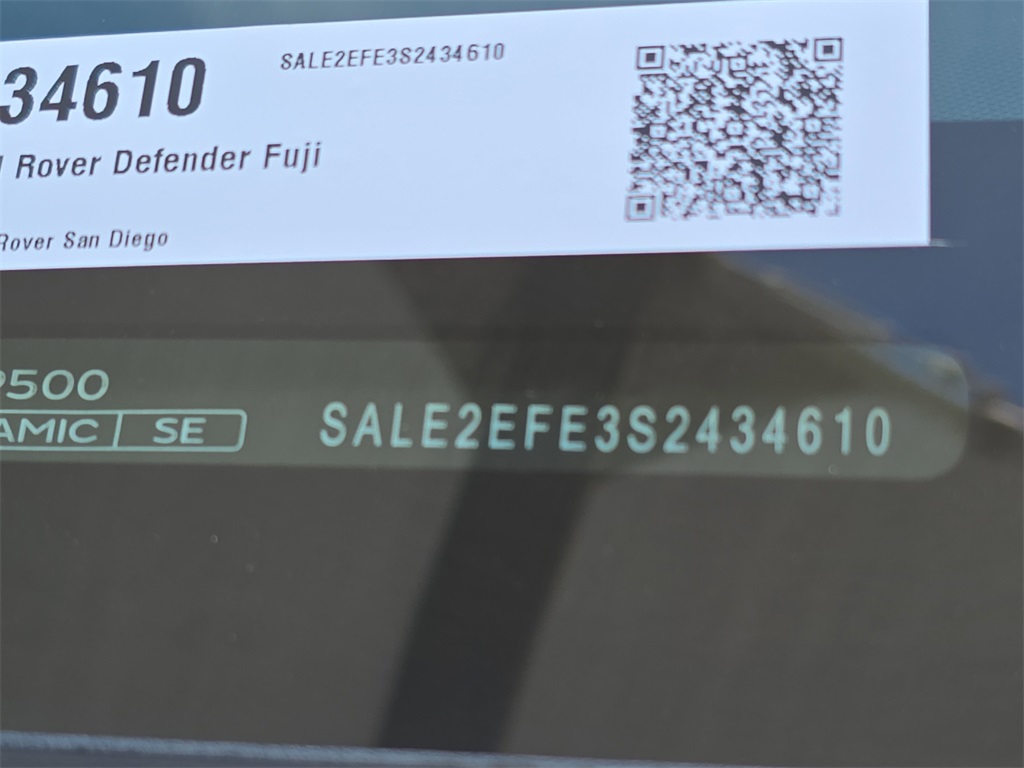 34610
SALE2EFE3S2434610
Rover Defender Fuji
Rover San Diego
500
AMIC SE
SALE2EFE3S2434610